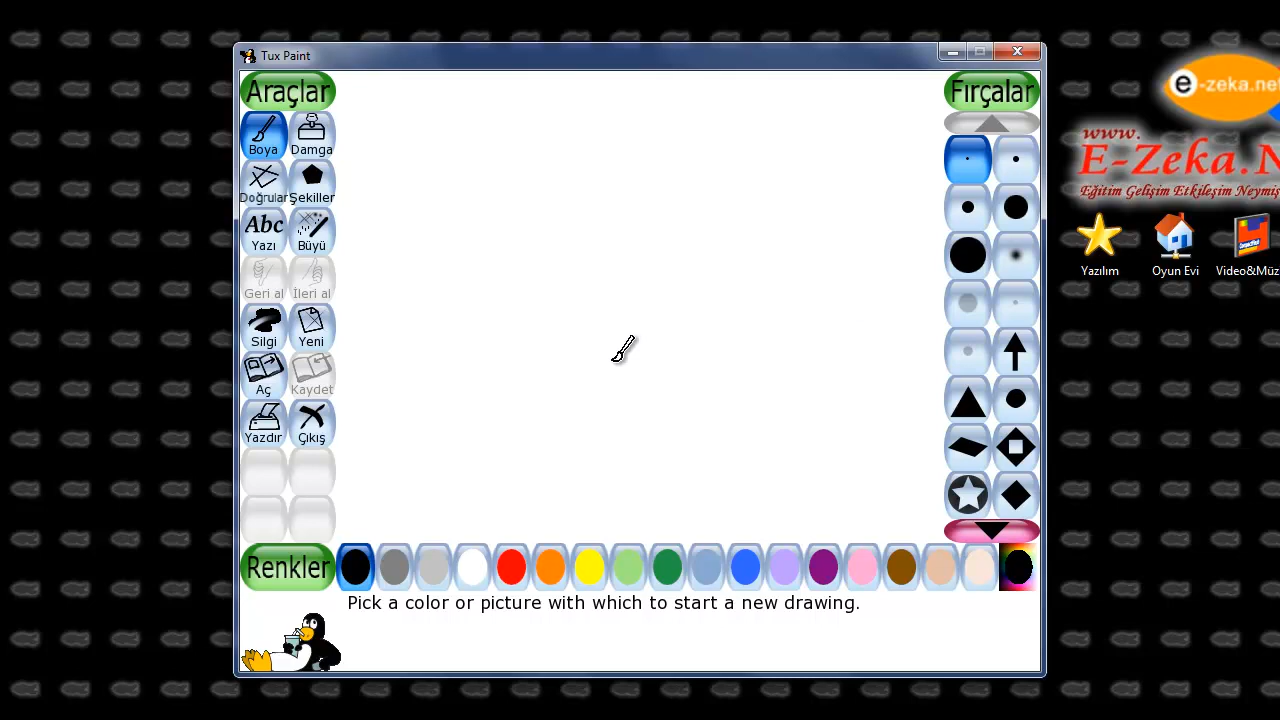 Tux Paint
Araçlar
Fırçalar
Boya
Damga
Doğrular
Şekiller
Abc
Yazı
Büyü
Geri al
İleri al
Silgi
Yeni
Aç
Kaydet
Yazdır
Çıkış
Renkler
Pick a color or picture with which to start a new drawing.
e-zeka.net
www.
E-Zeka.N
Eğitim Gelişim Etkileşim Neymiş
Yazılım
Oyun Evi
Video&Müz